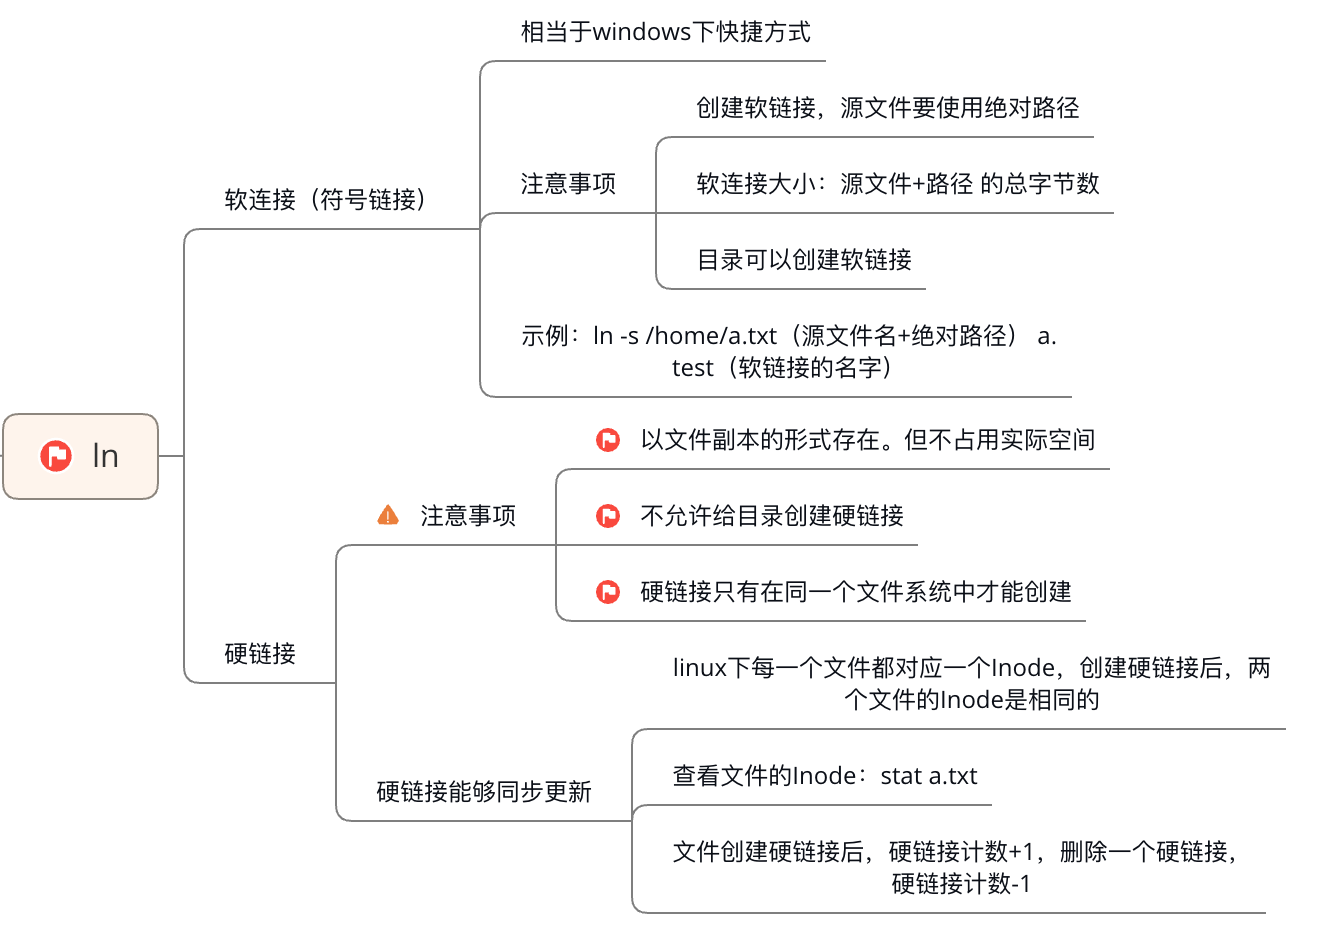 ln
软连接（符号链接）
相当于windows下快捷方式
注意事项
创建软链接，源文件要使用绝对路径
软连接大小：源文件+路径 的总字节数
目录可以创建软链接
示例：ln -s /home/a.txt（源文件名+绝对路径） a.
test（软链接的名字）
硬链接
注意事项
以文件副本的形式存在。但不占用实际空间
不允许给目录创建硬链接
硬链接只有在同一个文件系统中才能创建
硬链接能够同步更新
linux下每一个文件都对应一个Inode，创建硬链接后，两
个文件的Inode是相同的
查看文件的Inode：stat a.txt
文件创建硬链接后，硬链接计数+1，删除一个硬链接，
硬链接计数-1